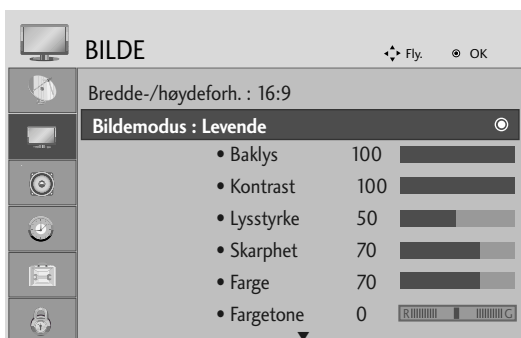 BILDE
Fly. OK
Bredde-/høydeforh. : 16:9
Bildemodus : Levende
• Baklys 100
• Kontrast 100
• Lysstyrke 50
• Skarphet 70
• Farge 70
• Fargetone 0 R G